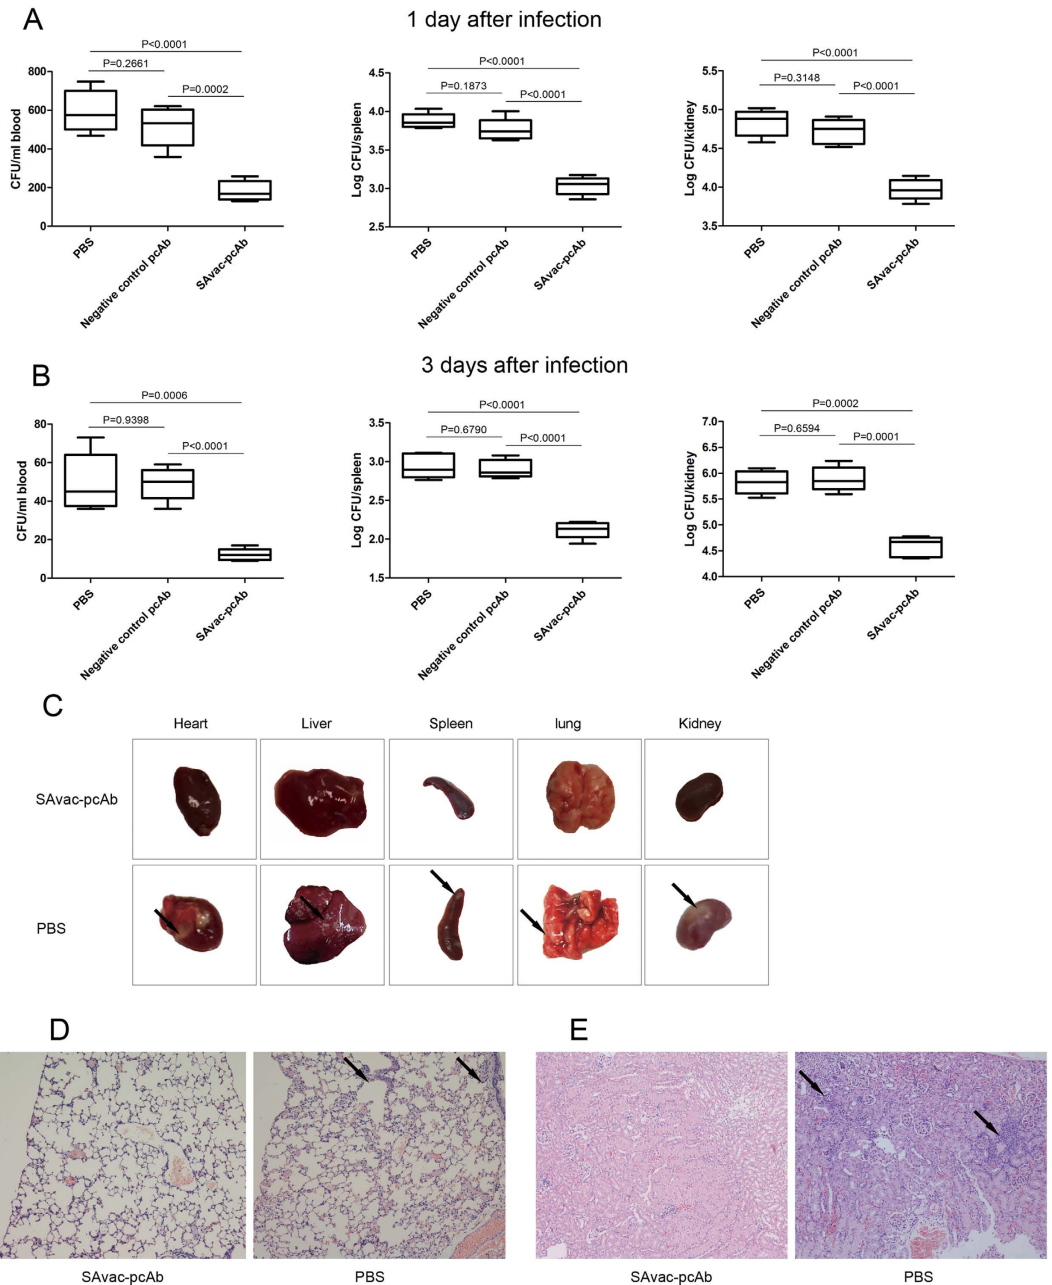 A
1 day after infection
P<0.0001
P=0.2661
P=0.0002
800
600
400
200
0
CFU/ml blood
PBS
Negative control pcAb
SAvac-pcAb
P<0.0001
P=0.1873
P<0.0001
4.5
4.0
3.5
3.0
2.5
Log CFU/spleen
PBS
Negative control pcAb
SAvac-pcAb
P<0.0001
P=0.3148
P<0.0001
5.5
5.0
4.5
4.0
3.5
Log CFU/kidney
PBS
Negative control pcAb
SAvac-pcAb
B
3 days after infection
P=0.0006
P=0.9398
P<0.0001
80
60
40
20
0
CFU/ml blood
PBS
Negative control pcAb
SAvac-pcAb
P<0.0001
P=0.6790
P<0.0001
3.5
3.0
2.5
2.0
1.5
Log CFU/spleen
PBS
Negative control pcAb
SAvac-pcAb
P=0.0002
P=0.6594
P=0.0001
7.0
6.5
6.0
5.5
5.0
4.5
4.0
Log CFU/kidney
PBS
Negative control pcAb
SAvac-pcAb
C
Heart Liver Spleen lung Kidney
SAvac-pcAb
PBS
D
E
SAvac-pcAb PBS
SAvac-pcAb PBS